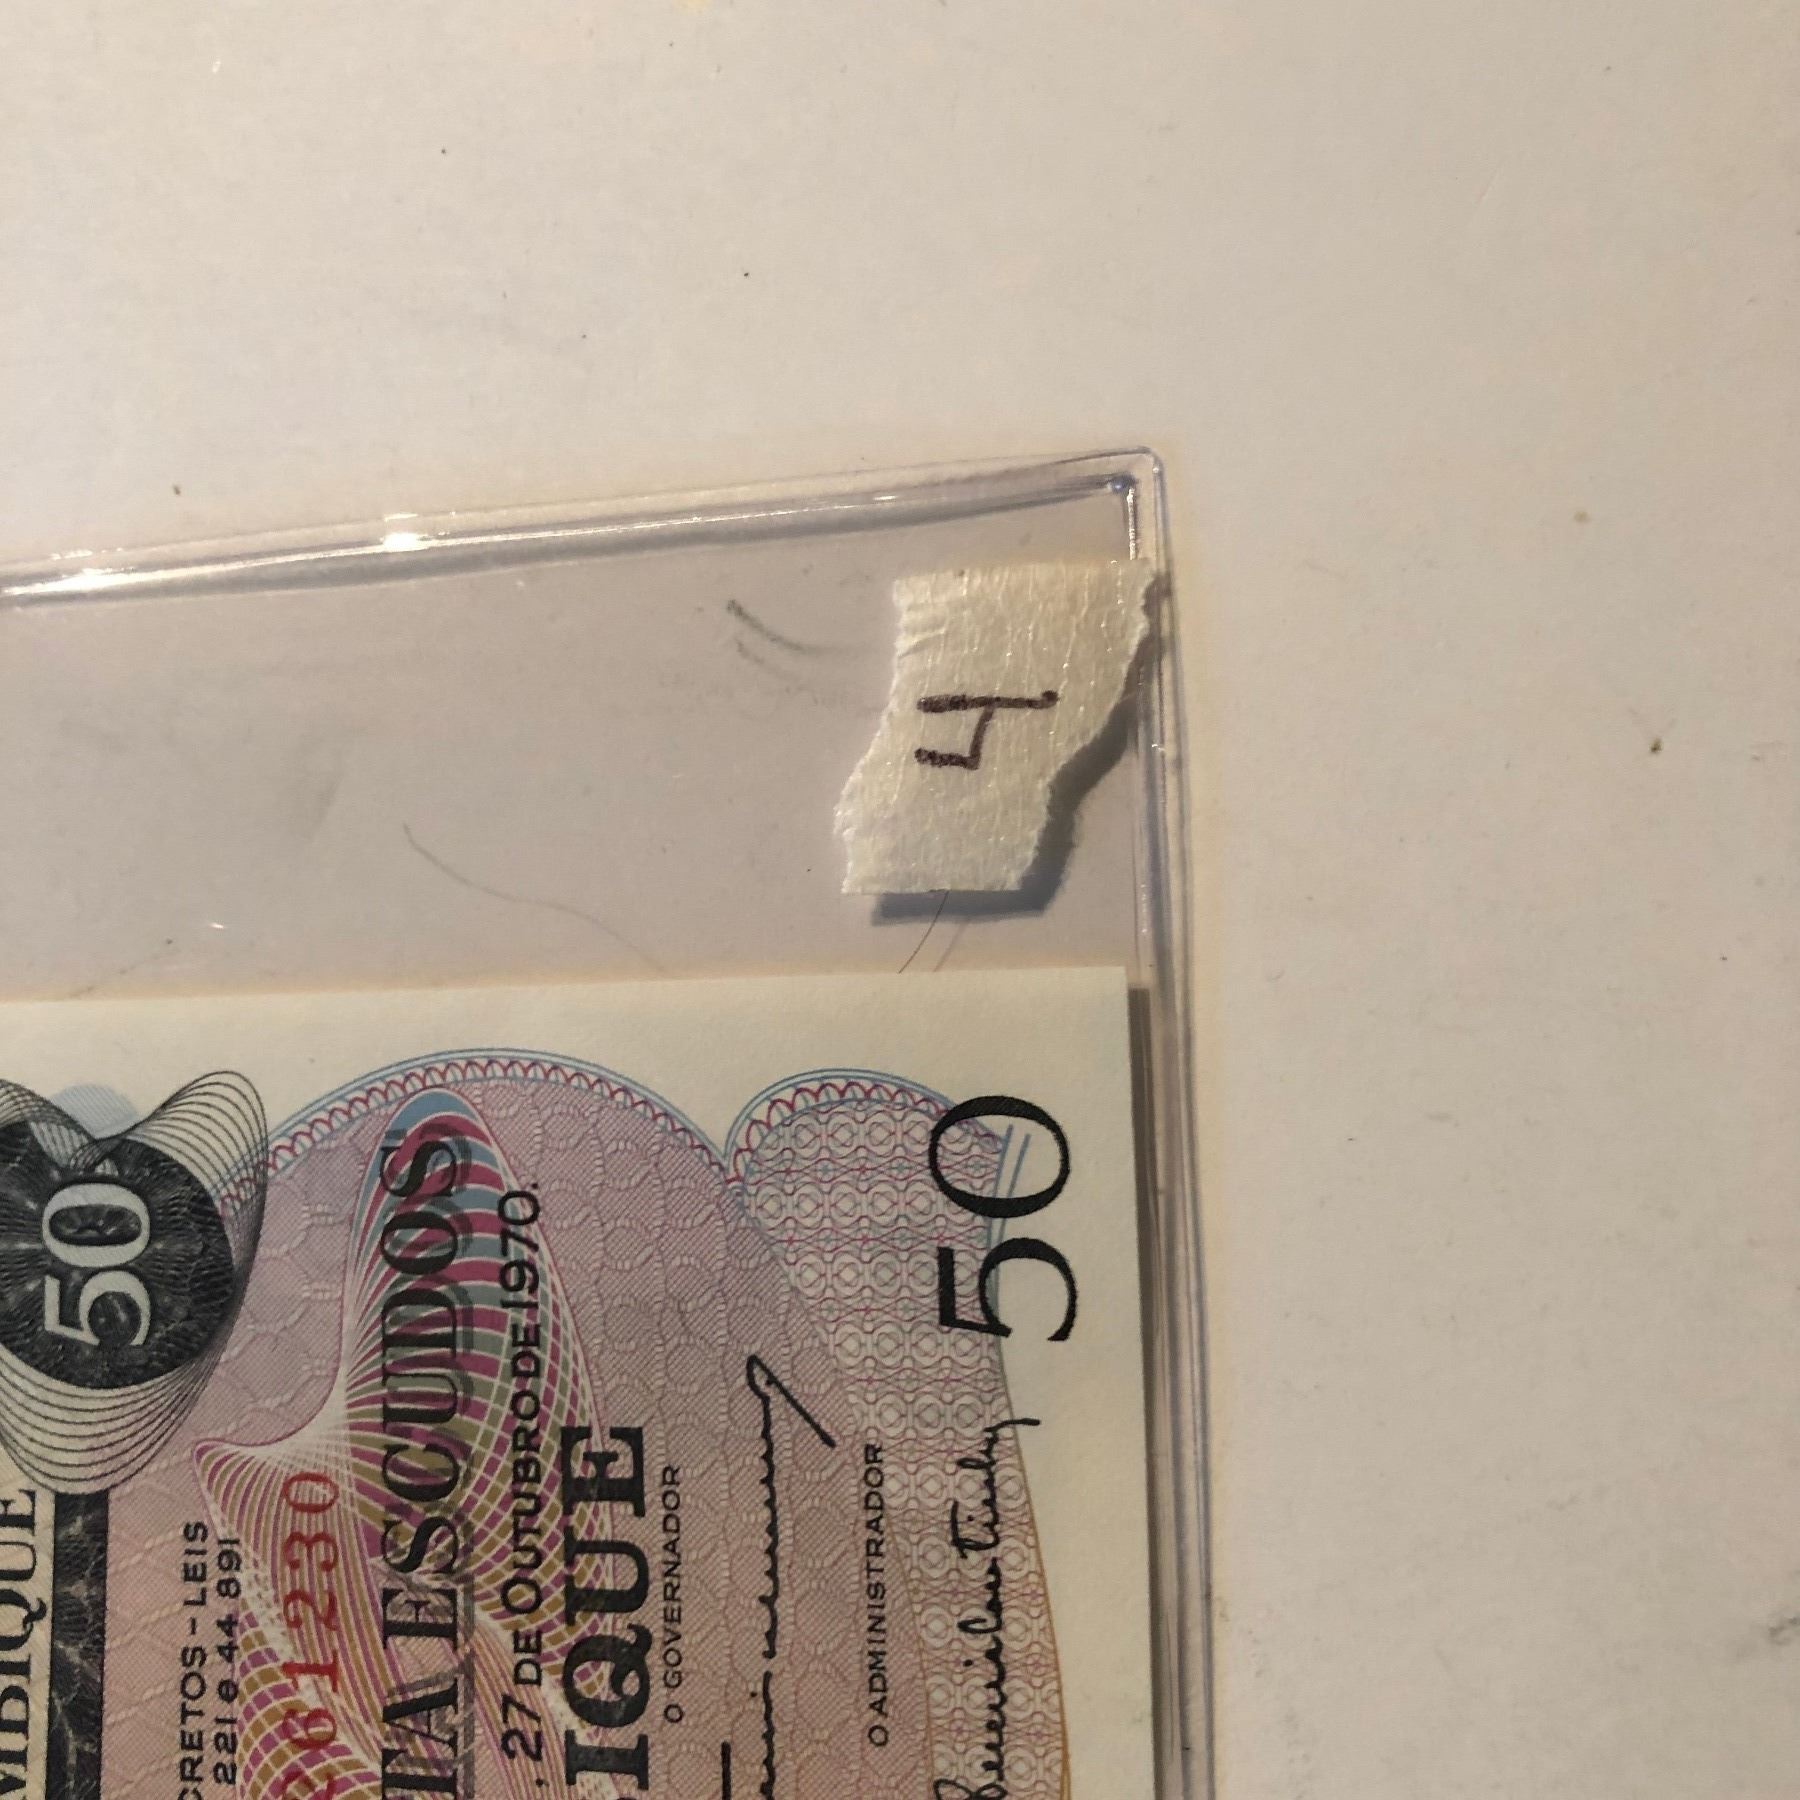 4
50
50
MBIQUE
CRETOS-LEIS
221 e 44 891
61230
TA ESCUDOS
. 27 DE OUTUBRO DE 1970.
IQUE
O GOVERNADOR
O ADMINISTRADOR